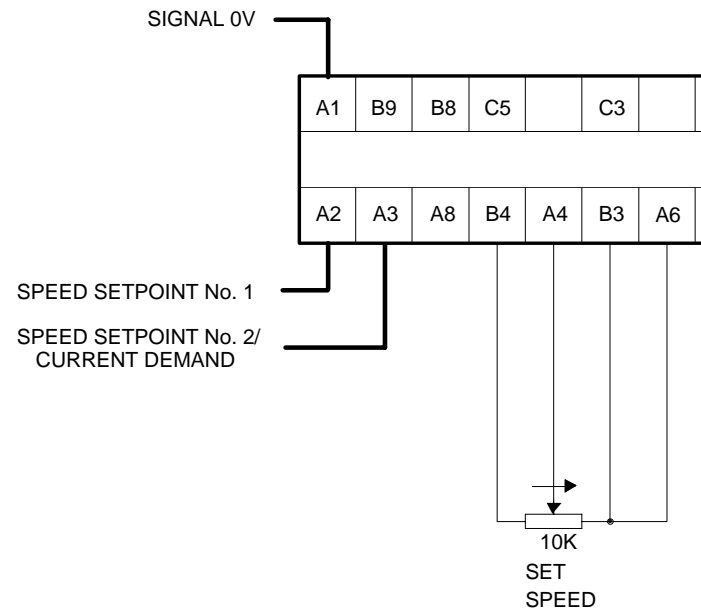 SIGNAL 0V
A1 B9 B8 C5 C3
A2 A3 A8 B4 A4 B3 A6
SPEED SETPOINT No. 1
SPEED SETPOINT No. 2/
CURRENT DEMAND
10K
SET
SPEED